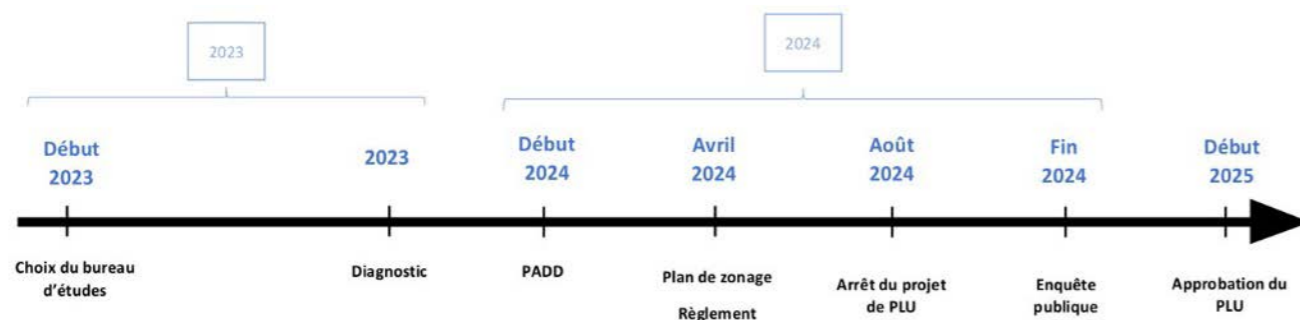 2023
2024
Début
2023
2023
Début
2024
Avril
2024
Août
2024
Fin
2024
Début
2025
Choix du bureau
d'études
Diagnostic
PADD
Plan de zonage
Règlement
Arrêt du projet
de PLU
Enquête
publique
Approbation du
PLU